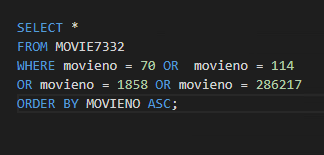 SELECT *
FROM MOVIE7332
WHERE movieno = 70 OR  movieno = 114
OR movieno = 1858 OR movieno = 286217
ORDER BY MOVIENO ASC;